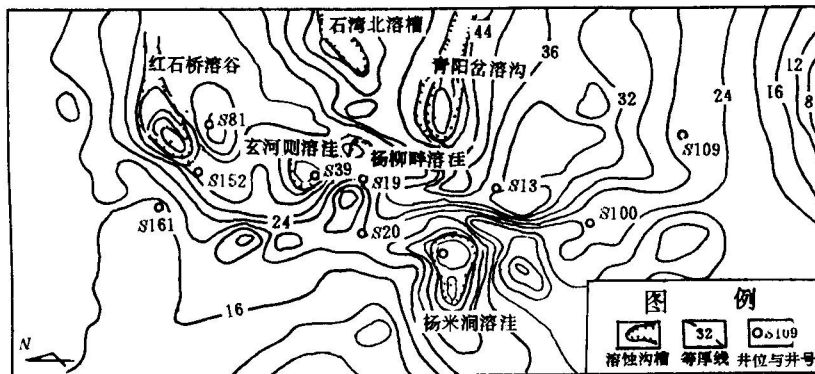 石湾北溶槽
44
36
12
红石桥溶谷
青阳岔溶沟
16
8
32
24
S81
S109
玄河则溶洼
杨柳畔溶洼
S39
S19
S152
S13
S161
24
S20
S100
16
杨米涧溶洼
N
图 例
32
S109
溶蚀沟槽 等厚线 井位与井号